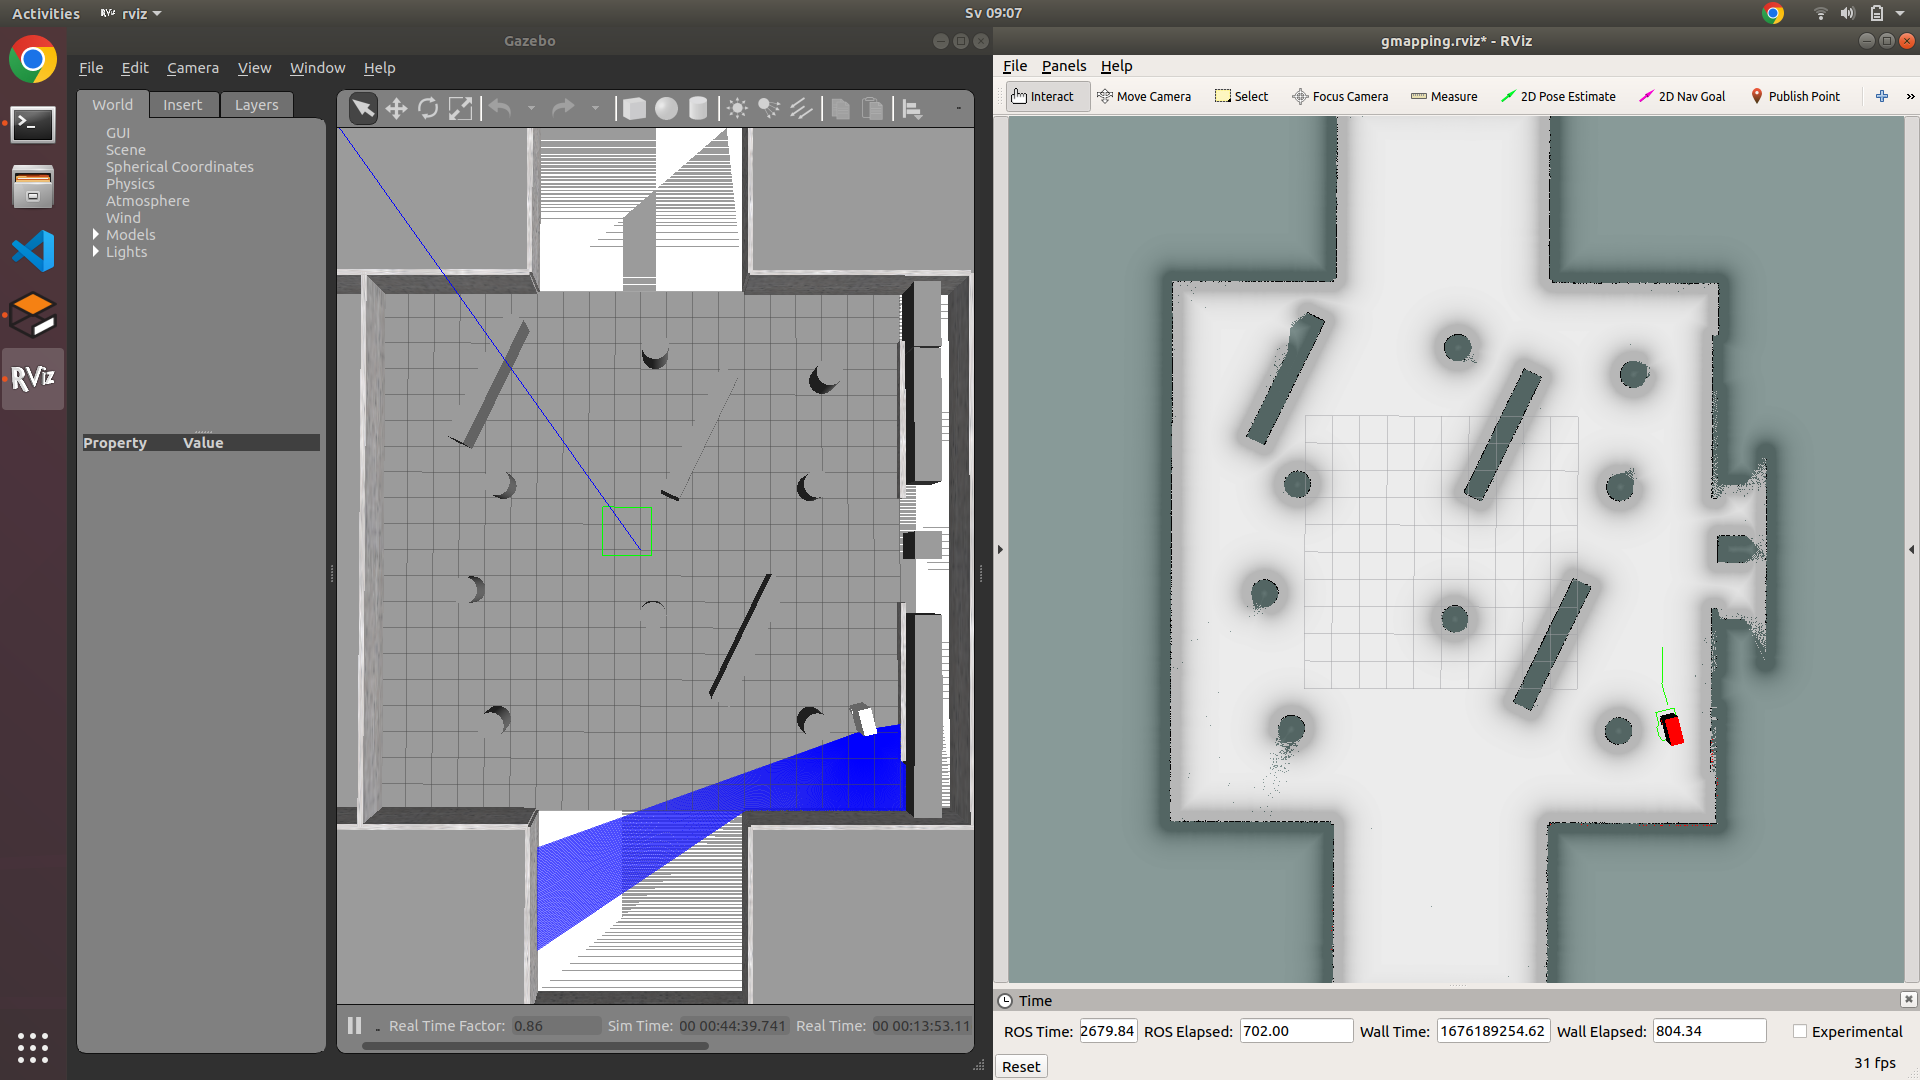 Activities
RViz rviz
Sv 09:07
Gazebo
File Edit Camera View Window Help
World Insert Layers
GUI
Scene
Spherical Coordinates
Physics
Atmosphere
Wind
Models
Lights
Property Value
Real Time Factor: 0.86 Sim Time: 00 00:44:39.741 Real Time: 00 00:13:53.11
RViz
gmapping.rviz* - RViz
File Panels Help
Interact Move Camera Select Focus Camera Measure 2D Pose Estimate 2D Nav Goal Publish Point »
Time
ROS Time: 2679.84 ROS Elapsed: 702.00 Wall Time: 1676189254.62 Wall Elapsed: 804.34 Experimental
Reset
31 fps